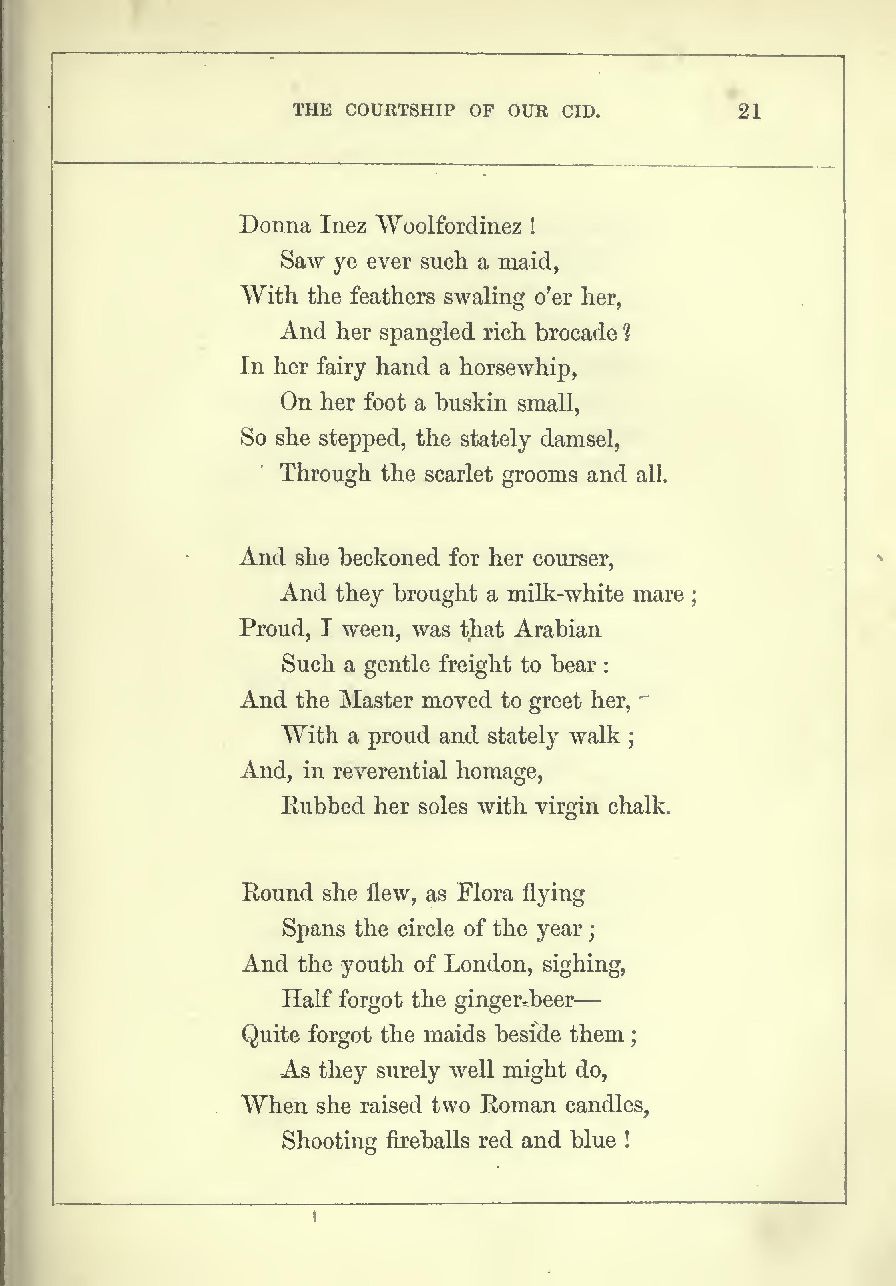 THE COURTSHIP OF OUR CID. 21
Donna Inez Woolfordinez !
Saw ye ever such a maid,
With the feathers swaling o'er her,
And her spangled rich brocade ?
In her fairy hand a horsewhip,
On her foot a buskin small,
So she stepped, the stately damsel,
Through the scarlet grooms and all.
And she beckoned for her courser,
And they brought a milk-white mare ;
Proud, I ween, was that Arabian
Such a gentle freight to bear :
And the Master moved to greet her,
With a proud and stately walk ;
And, in reverential homage,
Rubbed her soles with virgin chalk.
Round she flew, as Flora flying
Spans the circle of the year ;
And the youth of London, sighing,
Half forgot the ginger-beer—
Quite forgot the maids beside them ;
As they surely well might do,
When she raised two Roman candles,
Shooting fireballs red and blue !